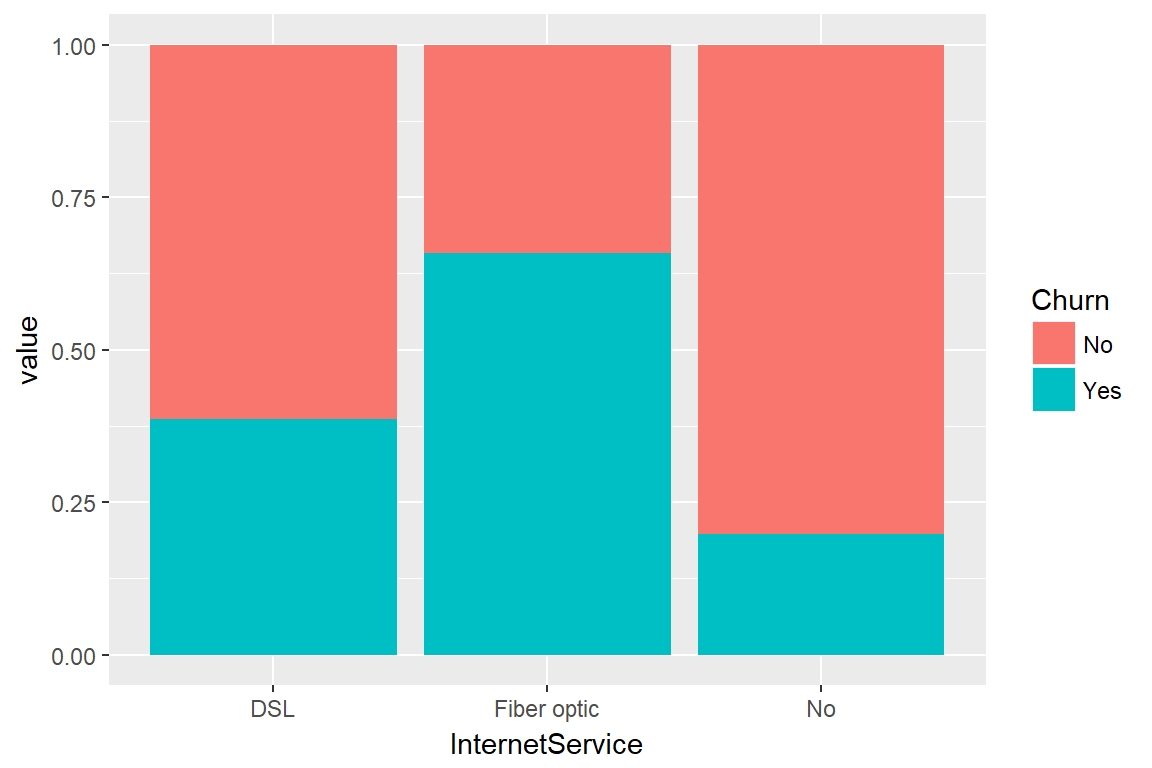 1.00
0.75
0.50
0.25
0.00
value
DSL
Fiber optic
No
InternetService
Churn
No
Yes